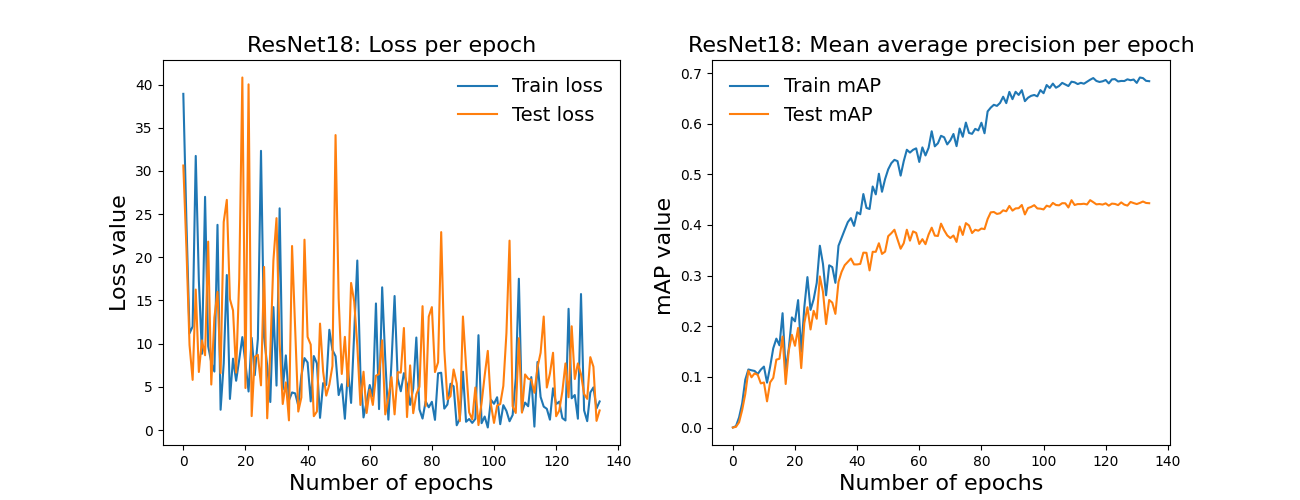 ResNet18: Loss per epoch
Train loss
Test loss
Loss value
40
35
30
25
20
15
10
5
0
0 20 40 60 80 100 120 140
Number of epochs
ResNet18: Mean average precision per epoch
Train mAP
Test mAP
mAP value
0.7
0.6
0.5
0.4
0.3
0.2
0.1
0.0
0 20 40 60 80 100 120 140
Number of epochs